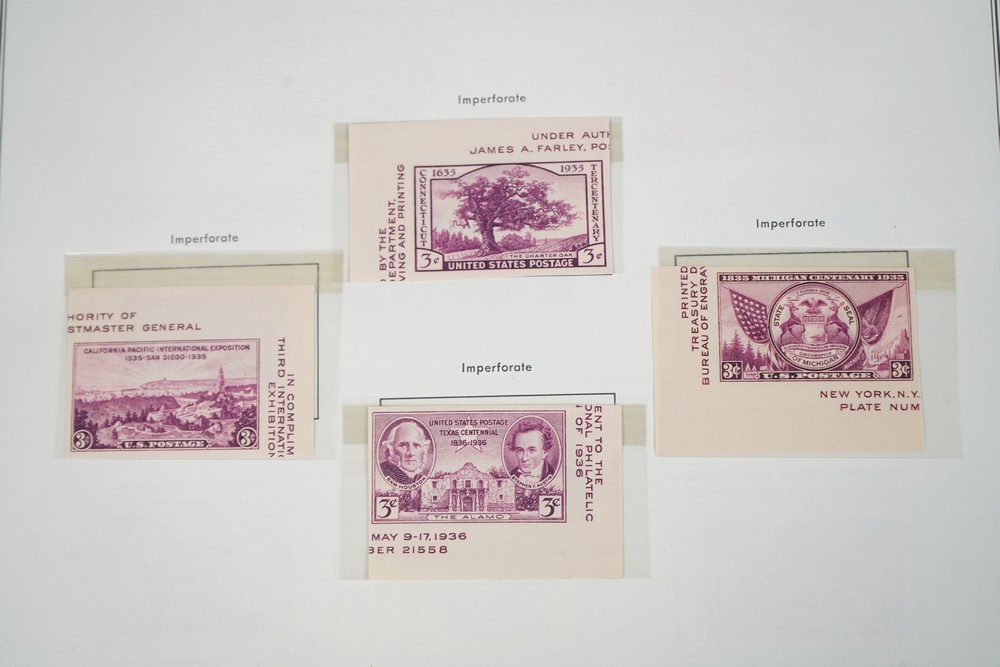 Imperforate
UNDER AUTH
JAMES A. FARLEY, PO
BY THE
EPARTMENT,
VING AND PRINTING
1635 1935
CONNECTICUT
TERCENTENARY
THE CHARTER OAK
3¢ 3¢
UNITED STATES POSTAGE
Imperforate
HORITY OF
STMASTER GENERAL
CALIFORNIA PACIFIC INTERNATIONAL EXPOSITION
1535·SAN DIEGO·1935
3¢ U.S. POSTAGE 3¢
IN COMPLIM
THIRD INTERNATI
EXHIBITION
Imperforate
PRINTED
TREASURY D
BUREAU OF ENGRAV
1835 MICHIGAN CENTENARY 1935
STATE SEAL
OF MICHIGAN
3¢ U.S. POSTAGE 3¢
NEW YORK, N.Y.
PLATE NUM
Imperforate
UNITED STATES POSTAGE
TEXAS CENTENNIAL
1836·1936
SAM HOUSTON
STEPHEN F. AUSTIN
3¢ 3¢
THE ALAMO
ENT TO THE
ONAL PHILATELIC
OF 1936
MAY 9-17, 1936
BER 21558